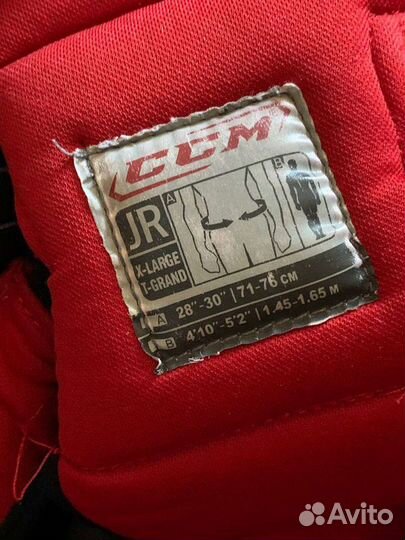 CCM
JR
X-LARGE
T-GRAND
A
B
A 28"-30" | 71-76 CM
B 4'10"-5'2" | 1.45-1.65 M
Avito